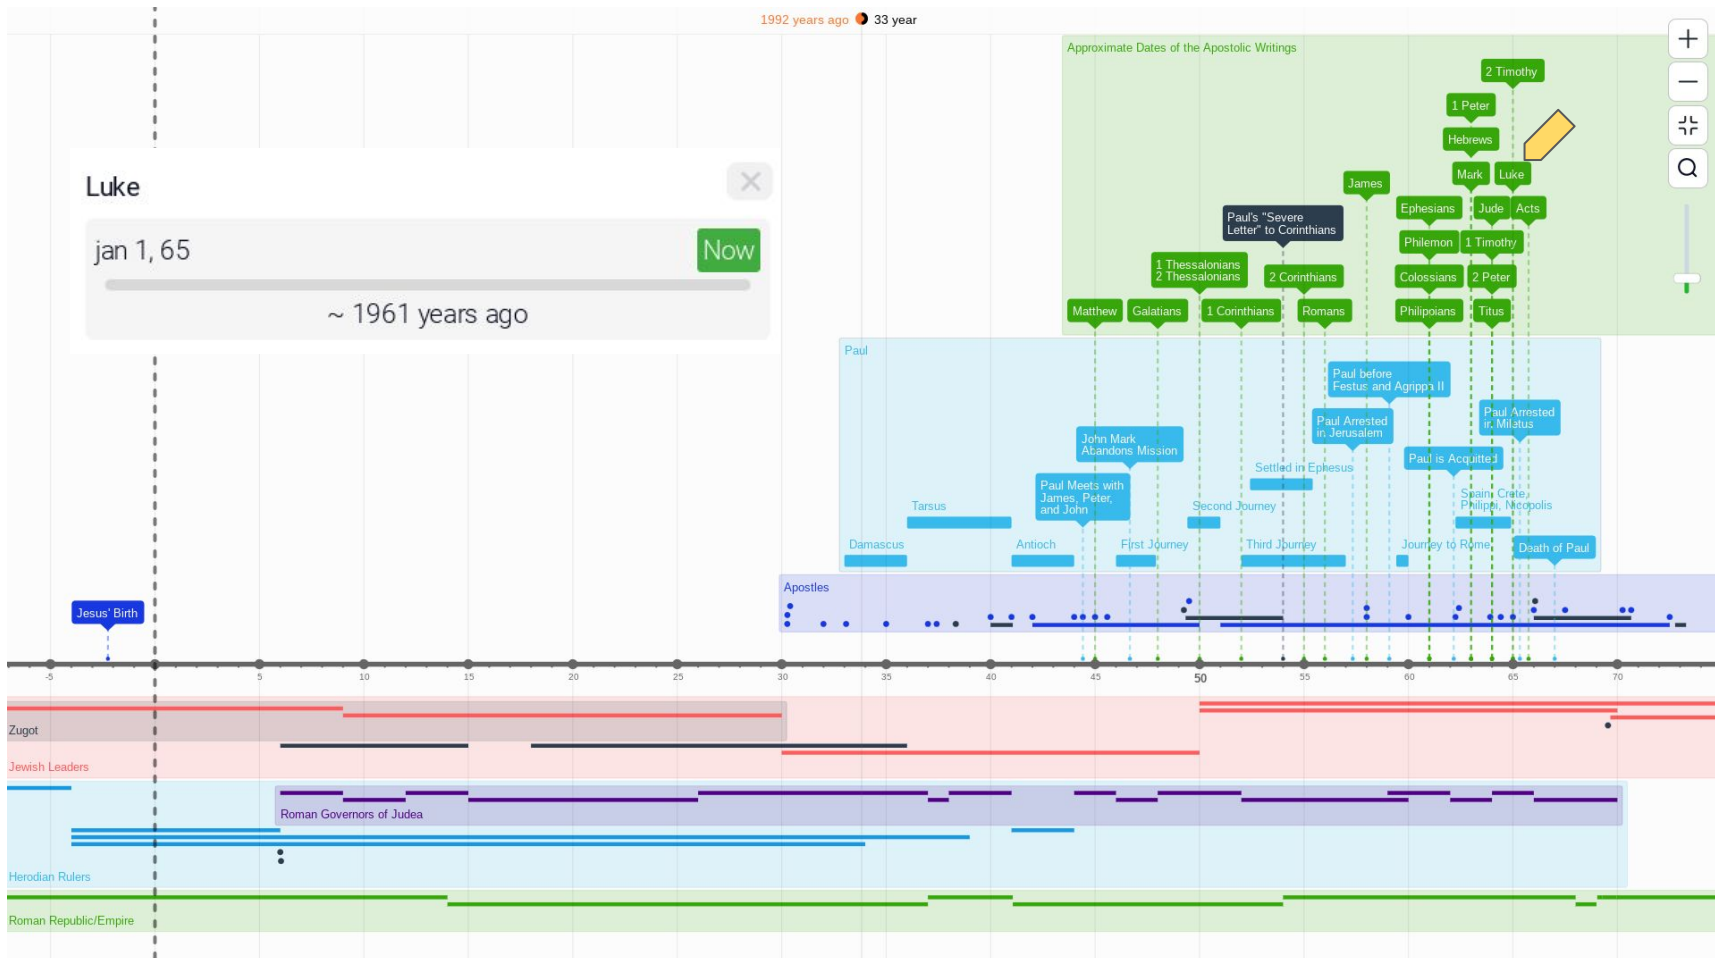 1992 years ago 33 year
Approximate Dates of the Apostolic Writings
2 Timothy
1 Peter
Hebrews
Mark
Luke
James
Ephesians
Jude
Acts
Paul's "Severe
Letter" to Corinthians
Philemon
1 Timothy
1 Thessalonians
2 Thessalonians
2 Corinthians
Colossians
2 Peter
Matthew
Galatians
1 Corinthians
Romans
Philippians
Titus
Luke
jan 1, 65
Now
~ 1961 years ago
Paul
Paul before
Festus and Agrippa II
Paul Arrested
in Jerusalem
Paul Arrested
in Miletus
John Mark
Abandons Mission
Paul is Acquitted
Settled in Ephesus
Paul Meets with
James, Peter,
and John
Spain, Crete,
Philippi, Nicopolis
Tarsus
Second Journey
Damascus
Antioch
First Journey
Third Journey
Journey to Rome
Death of Paul
Apostles
Jesus' Birth
-5 0 5 10 15 20 25 30 35 40 45 50 55 60 65 70
Zugot
Jewish Leaders
Roman Governors of Judea
Herodian Rulers
Roman Republic/Empire